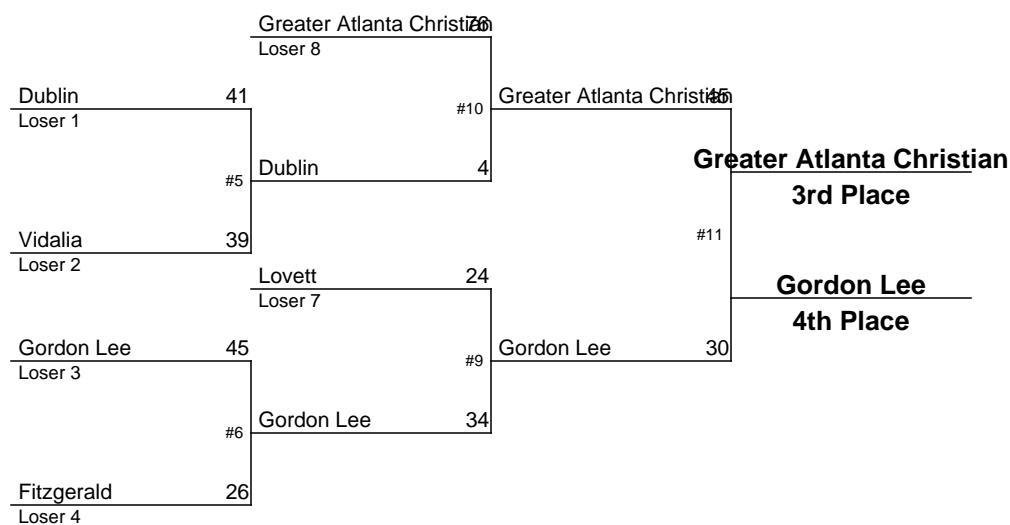 Greater Atlanta Christian 76
Loser 8
Dublin 41
Loser 1
#10
Greater Atlanta Christian 45
#5
Dublin 4
Greater Atlanta Christian
3rd Place
Vidalia 39
Loser 2
#11
Lovett 24
Loser 7
Gordon Lee
4th Place
Gordon Lee 45
Loser 3
#9
Gordon Lee 30
#6
Gordon Lee 34
Fitzgerald 26
Loser 4